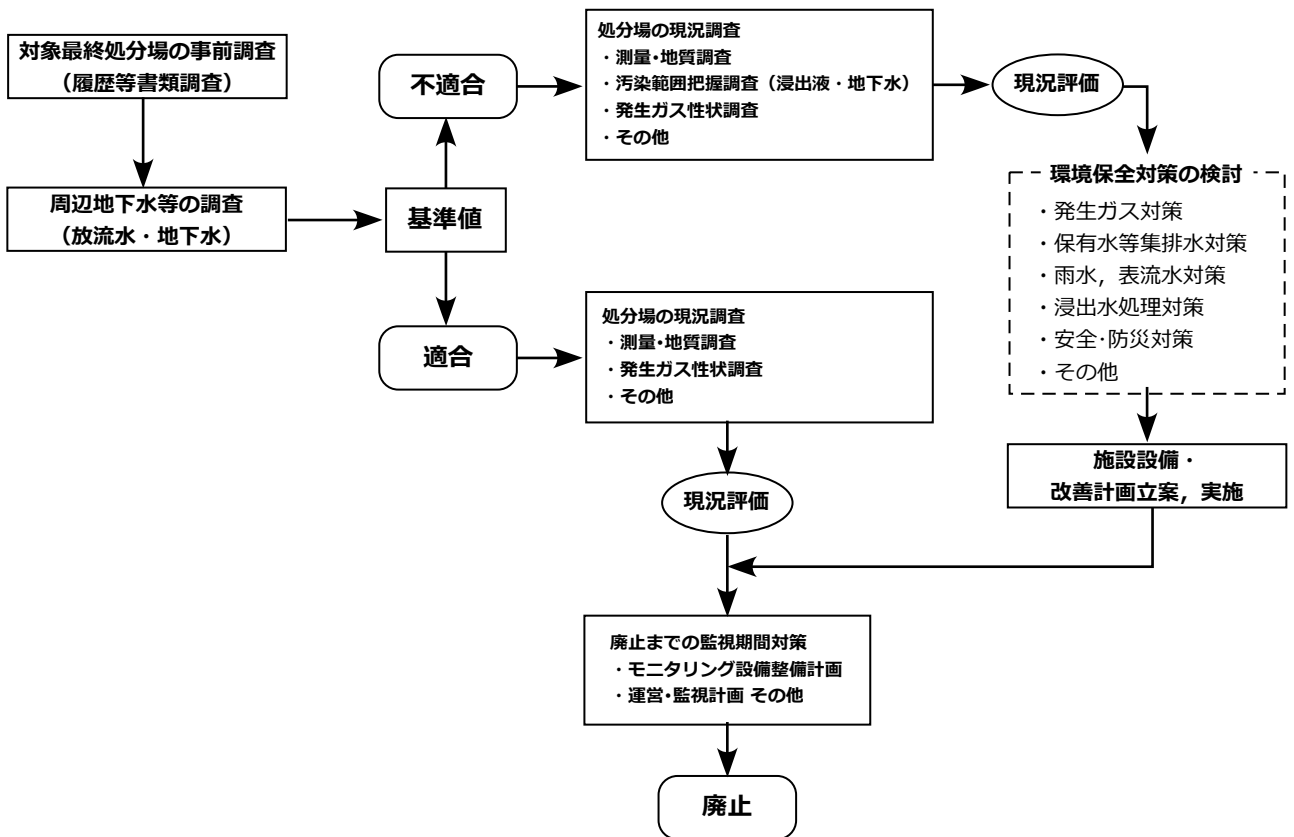 対象最終処分場の事前調査
（履歴等書類調査）
周辺地下水等の調査
（放流水・地下水）
基準値
不適合
処分場の現況調査
・測量･地質調査
・汚染範囲把握調査（浸出液・地下水）
・発生ガス性状調査
・その他
現況評価
環境保全対策の検討
・発生ガス対策
・保有水等集排水対策
・雨水，表流水対策
・浸出水処理対策
・安全･防災対策
・その他
施設設備・
改善計画立案，実施
適合
処分場の現況調査
・測量･地質調査
・発生ガス性状調査
・その他
現況評価
廃止までの監視期間対策
・モニタリング設備整備計画
・運営･監視計画 その他
廃止